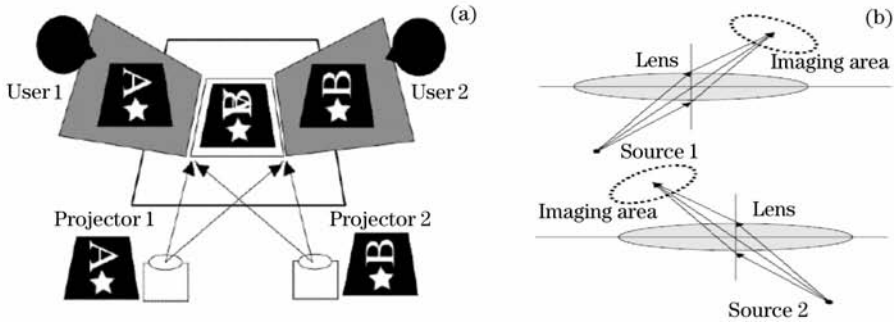 (a)
A
B
B
User 1
User 2
Projector 1
Projector 2
A
B
(b)
Lens
Imaging area
Source 1
Imaging area
Lens
Source 2